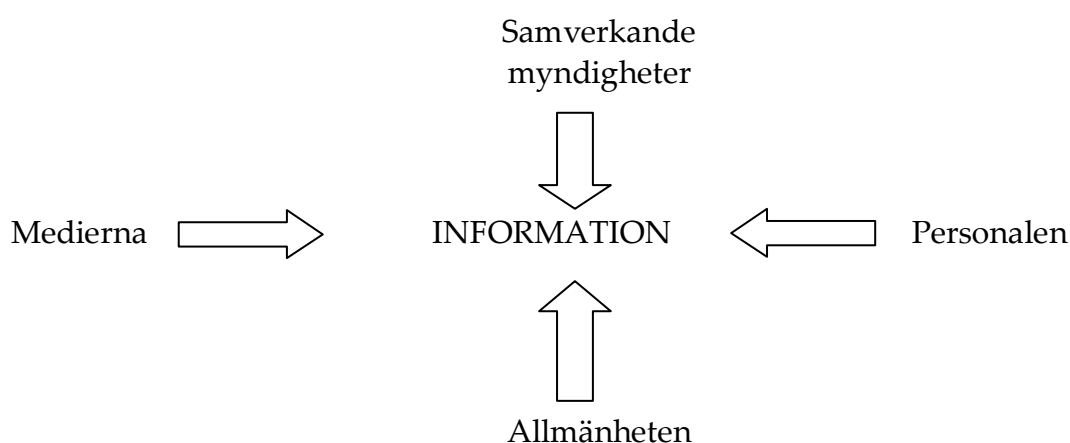 Samverkande
myndigheter
Medierna
INFORMATION
Personalen
Allmänheten